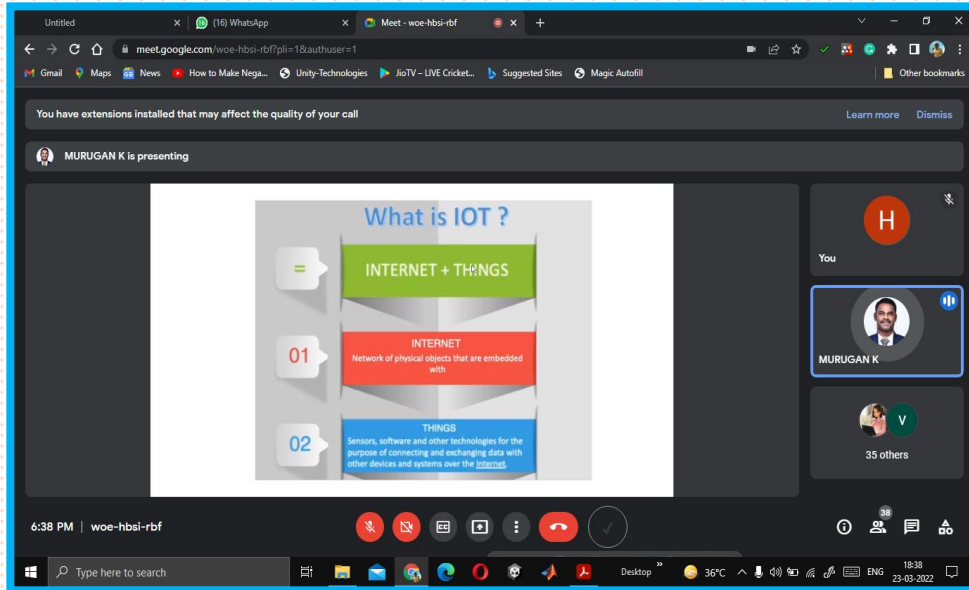 Untitled
(16) WhatsApp
Meet - woe-hbsi-rbf
meet.google.com/woe-hbsi-rbf?pli=1&authuser=1
Gmail
Maps
News
How to Make Nega...
Unity-Technologies
JioTV – LIVE Cricket...
Suggested Sites
Magic Autofill
Other bookmarks
You have extensions installed that may affect the quality of your call
Learn more
Dismiss
MURUGAN K is presenting
What is IOT ?
=
INTERNET + THINGS
01
INTERNET
Network of physical objects that are embedded
with
02
THINGS
Sensors, software and other technologies for the
purpose of connecting and exchanging data with
other devices and systems over the internet.
H
You
MURUGAN K
V
35 others
6:38 PM | woe-hbsi-rbf
38
Type here to search
Desktop
36°C
ENG
18:38
23-03-2022